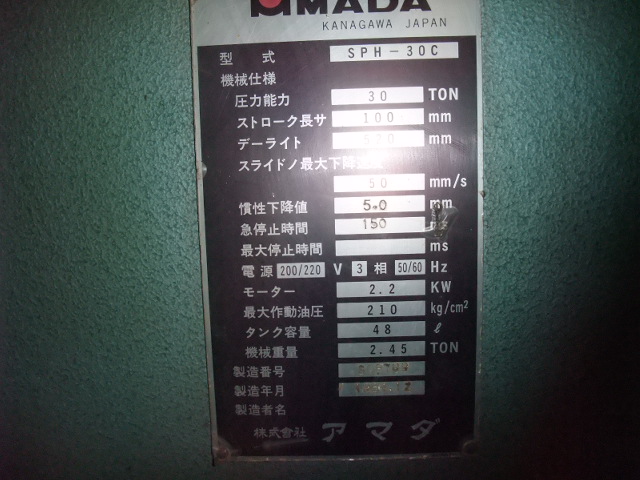 AMADA
KANAGAWA JAPAN
型式 SPH-30C
機械仕様
圧力能力 30 TON
ストローク長サ 100 mm
デーライト mm
スライドノ最大下降速度
50 mm/s
慣性下降値 5.0 mm
急停止時間 150 ms
最大停止時間 ms
電源 200/220 V 3 相 50/60 Hz
モーター 2.2 KW
最大作動油圧 210 kg/cm²
タンク容量 48 ℓ
機械重量 2.45 TON
製造番号
製造年月
製造者名
株式会社 アマダ